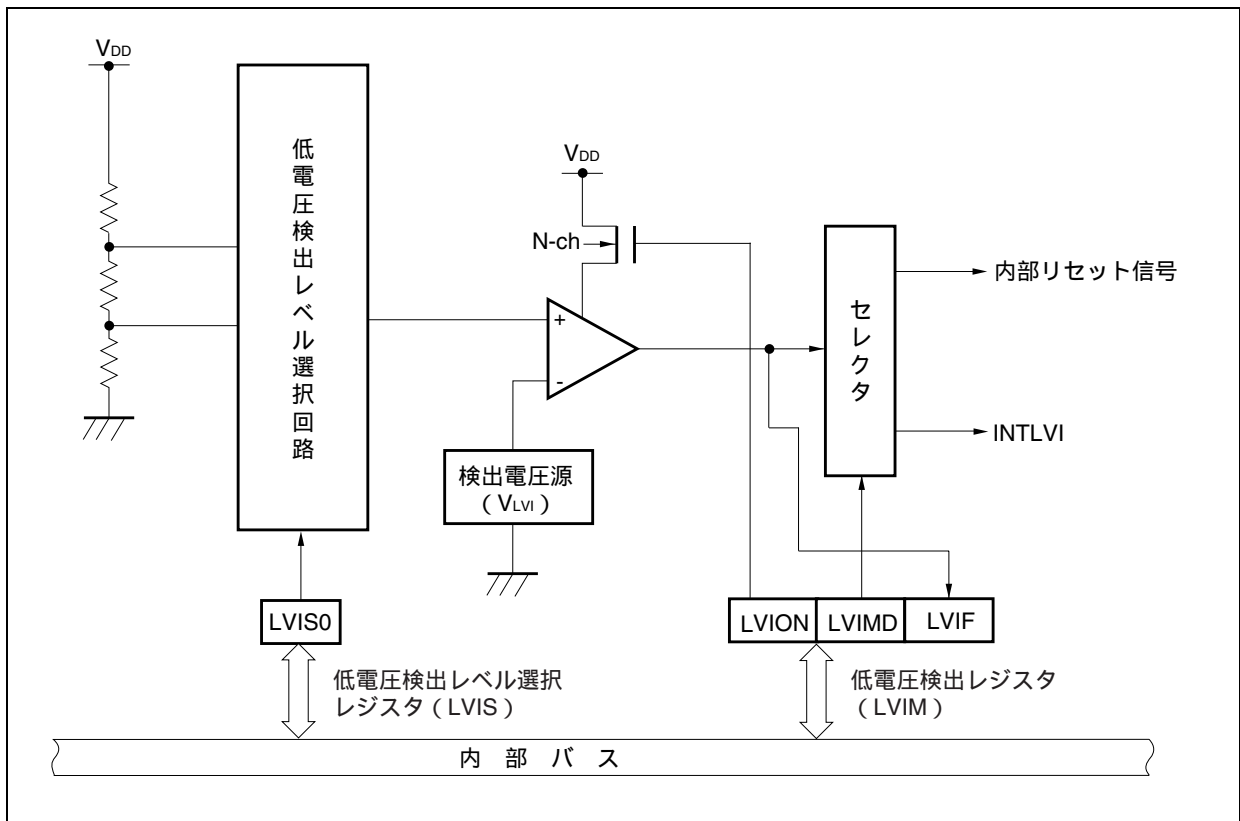 VDD
低電圧検出レベル選択回路
VDD
N-ch
+
-
検出電圧源
（VLVI）
セレクタ
内部リセット信号
INTLVI
LVIS0
LVION LVIMD LVIF
低電圧検出レベル選択
レジスタ（LVIS）
低電圧検出レジスタ
（LVIM）
内 部 バ ス